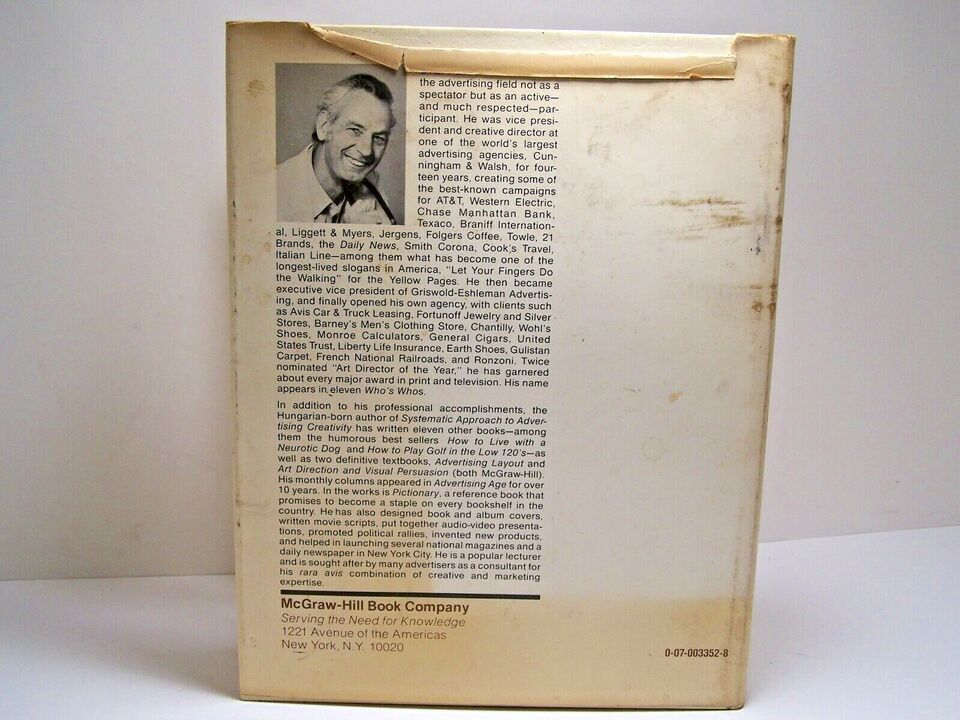 the advertising field not as a
spectator but as an active—
and much respected—par-
ticipant. He was vice presi-
dent and creative director at
one of the world's largest
advertising agencies, Cun-
ningham & Walsh, for four-
teen years, creating some of
the best-known campaigns
for AT&T, Western Electric,
Chase Manhattan Bank,
Texaco, Braniff Internation-
al, Liggett & Myers, Jergens, Folgers Coffee, Towle, 21
Brands, the Daily News, Smith Corona, Cook's Travel,
Italian Line—among them what has become one of the
longest-lived slogans in America, "Let Your Fingers Do
the Walking" for the Yellow Pages. He then became
executive vice president of Griswold-Eshleman Advertis-
ing, and finally opened his own agency, with clients such
as Avis Car & Truck Leasing, Fortunoff Jewelry and Silver
Stores, Barney's Men's Clothing Store, Chantilly, Wohl's
Shoes, Monroe Calculators, General Cigars, United
States Trust, Liberty Life Insurance, Earth Shoes, Gulistan
Carpet, French National Railroads, and Ronzoni. Twice
nominated "Art Director of the Year," he has garnered
about every major award in print and television. His name
appears in eleven Who's Whos.
In addition to his professional accomplishments, the
Hungarian-born author of Systematic Approach to Adver-
tising Creativity has written eleven other books—among
them the humorous best sellers How to Live with a
Neurotic Dog and How to Play Golf in the Low 120's—as
well as two definitive textbooks, Advertising Layout and
Art Direction and Visual Persuasion (both McGraw-Hill).
His monthly columns appeared in Advertising Age for over
10 years. In the works is Pictionary, a reference book that
promises to become a staple on every bookshelf in the
country. He has also designed book and album covers,
written movie scripts, put together audio-video presenta-
tions, promoted political rallies, invented new products,
and helped in launching several national magazines and a
daily newspaper in New York City. He is a popular lecturer
and is sought after by many advertisers as a consultant for
his rara avis combination of creative and marketing
expertise.
McGraw-Hill Book Company
Serving the Need for Knowledge
1221 Avenue of the Americas
New York, N.Y. 10020
0-07-003352-8